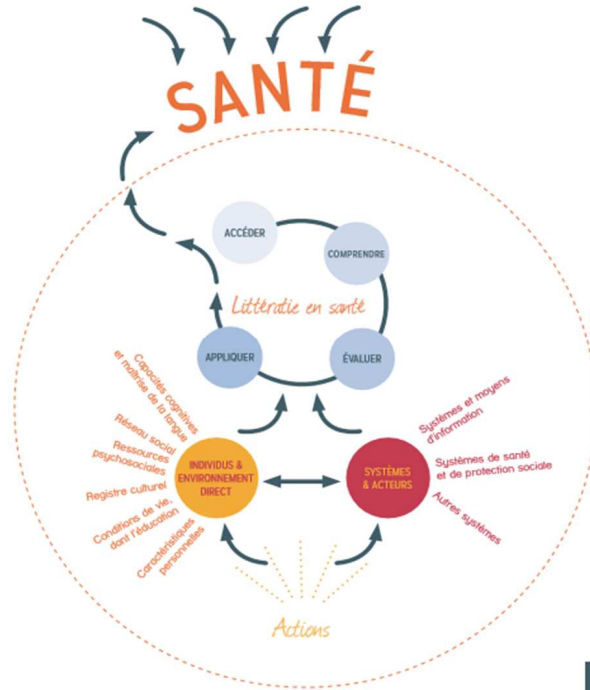 SANTÉ
ACCÉDER
COMPRENDRE
Littératie en santé
APPLIQUER
ÉVALUER
Capacités cognitives
et maîtrise de la langue
Réseau social
Ressources
psychosociales
Registre culturel
Conditions de vie,
dont l'éducation
Caractéristiques
personnelles
INDIVIDUS &
ENVIRONNEMENT
DIRECT
SYSTÈMES
& ACTEURS
Systèmes et moyens
d'information
Systèmes de santé
et de protection sociale
Autres systèmes
Actions